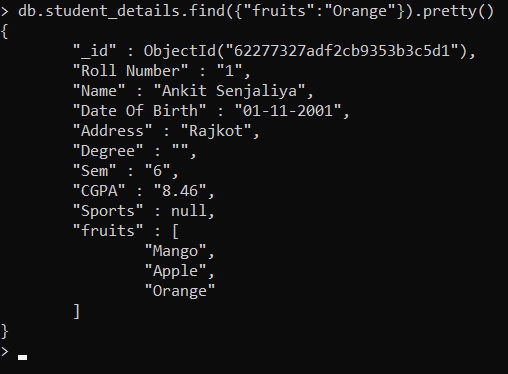 > db.student_details.find({"fruits":"Orange"}).pretty()
{
        "_id" : ObjectId("62277327adf2cb9353b3c5d1"),
        "Roll Number" : "1",
        "Name" : "Ankit Senjaliya",
        "Date Of Birth" : "01-11-2001",
        "Address" : "Rajkot",
        "Degree" : "",
        "Sem" : "6",
        "CGPA" : "8.46",
        "Sports" : null,
        "fruits" : [
                "Mango",
                "Apple",
                "Orange"
        ]
}
>